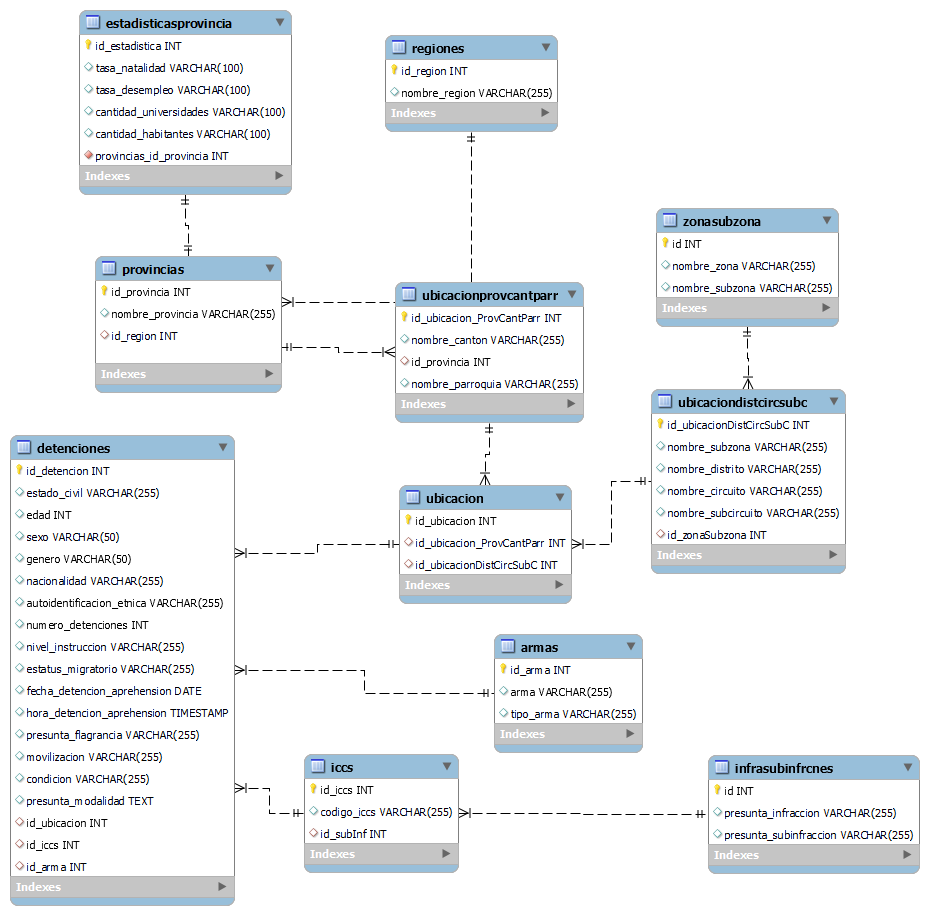 estadisticasprovincia
id_estadistica INT
tasa_natalidad VARCHAR(100)
tasa_desempleo VARCHAR(100)
cantidad_universidades VARCHAR(100)
cantidad_habitantes VARCHAR(100)
provincias_id_provincia INT
Indexes
regiones
id_region INT
nombre_region VARCHAR(255)
Indexes
zonasubzona
id INT
nombre_zona VARCHAR(255)
nombre_subzona VARCHAR(255)
Indexes
provincias
id_provincia INT
nombre_provincia VARCHAR(255)
id_region INT
Indexes
ubicacionprovcantparr
id_ubicacion_ProvCantParr INT
nombre_canton VARCHAR(255)
id_provincia INT
nombre_parroquia VARCHAR(255)
Indexes
ubicaciondistcircsubc
id_ubicacionDistCircSubC INT
nombre_subzona VARCHAR(255)
nombre_distrito VARCHAR(255)
nombre_circuito VARCHAR(255)
nombre_subcircuito VARCHAR(255)
id_zonaSubzona INT
Indexes
detenciones
id_detencion INT
estado_civil VARCHAR(255)
edad INT
sexo VARCHAR(50)
genero VARCHAR(50)
nacionalidad VARCHAR(255)
autoidentificacion_etnica VARCHAR(255)
numero_detenciones INT
nivel_instruccion VARCHAR(255)
estatus_migratorio VARCHAR(255)
fecha_detencion_aprehension DATE
hora_detencion_aprehension TIMESTAMP
presunta_flagrancia VARCHAR(255)
movilizacion VARCHAR(255)
condicion VARCHAR(255)
presunta_modalidad TEXT
id_ubicacion INT
id_iccs INT
id_arma INT
Indexes
ubicacion
id_ubicacion INT
id_ubicacion_ProvCantParr INT
id_ubicacionDistCircSubC INT
Indexes
armas
id_arma INT
arma VARCHAR(255)
tipo_arma VARCHAR(255)
Indexes
iccs
id_iccs INT
codigo_iccs VARCHAR(255)
id_subInf INT
Indexes
infrasubinfrcnes
id INT
presunta_infraccion VARCHAR(255)
presunta_subinfraccion VARCHAR(255)
Indexes